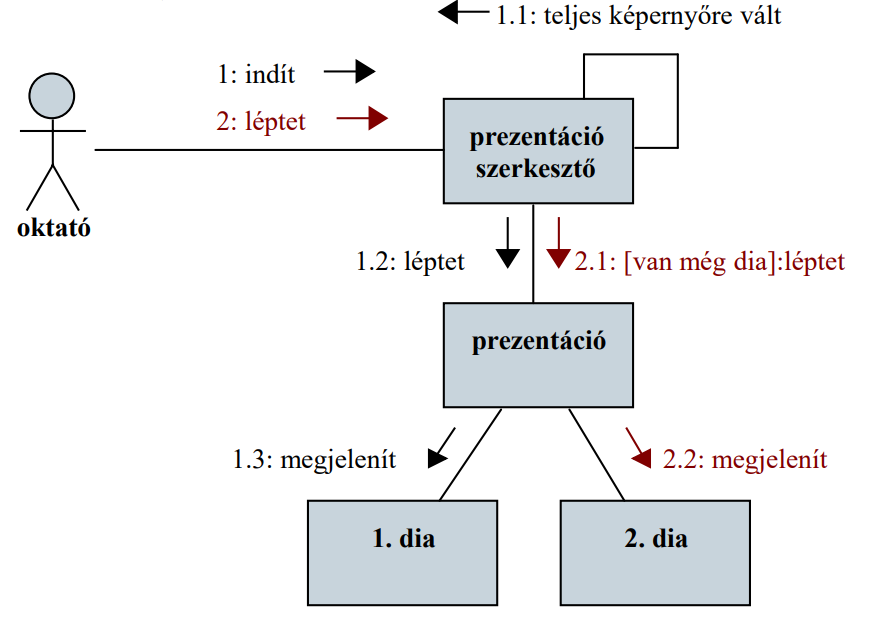 1.1: teljes képernyőre vált
1: indít
2: léptet
prezentáció
szerkesztő
oktató
1.2: léptet
2.1: [van még dia]:léptet
prezentáció
1.3: megjelenít
2.2: megjelenít
1. dia
2. dia